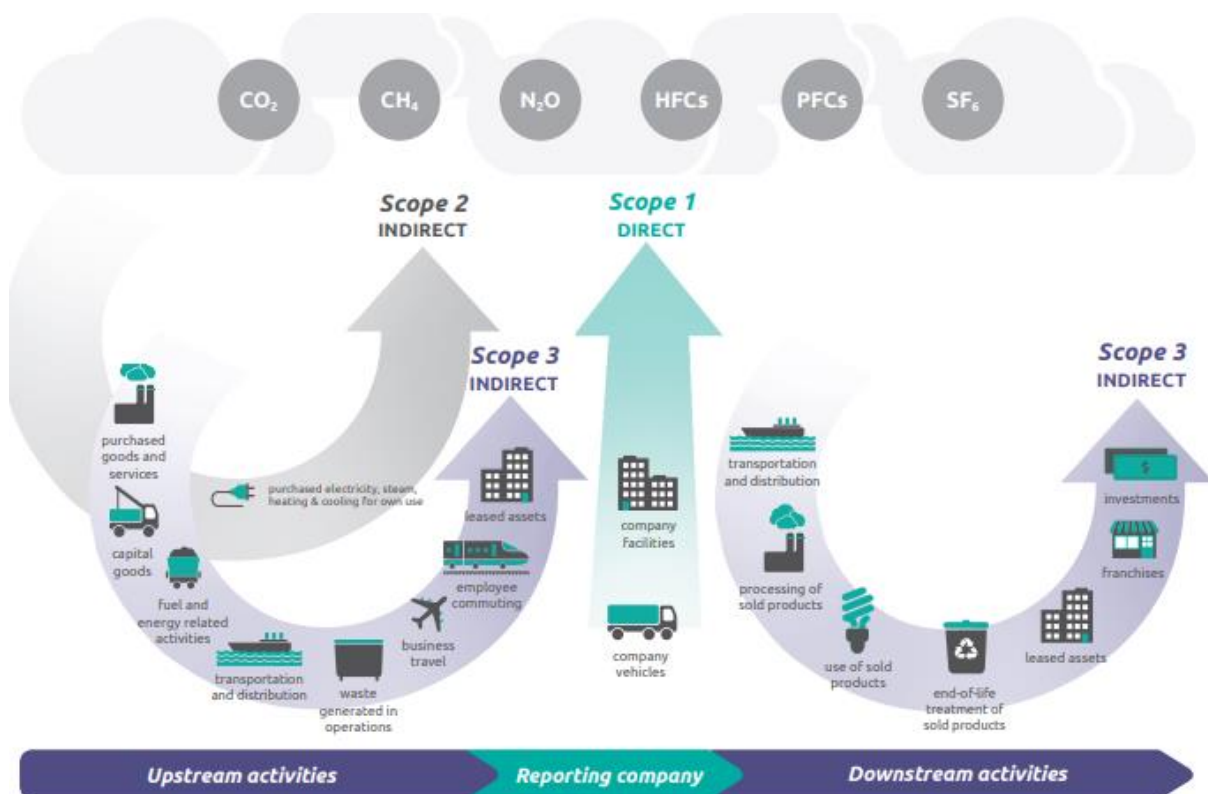 CO₂
CH₄
N₂O
HFCs
PFCs
SF₆
Scope 2
INDIRECT
Scope 1
DIRECT
Scope 3
INDIRECT
Scope 3
INDIRECT
purchased
goods and
services
capital
goods
fuel and
energy related
activities
purchased electricity, steam,
heating & cooling for own use
transportation
and distribution
waste
generated in
operations
business
travel
employee
commuting
leased assets
company
facilities
company
vehicles
transportation
and distribution
processing of
sold products
use of sold
products
end-of-life
treatment of
sold products
leased assets
franchises
investments
$
Upstream activities
Reporting company
Downstream activities